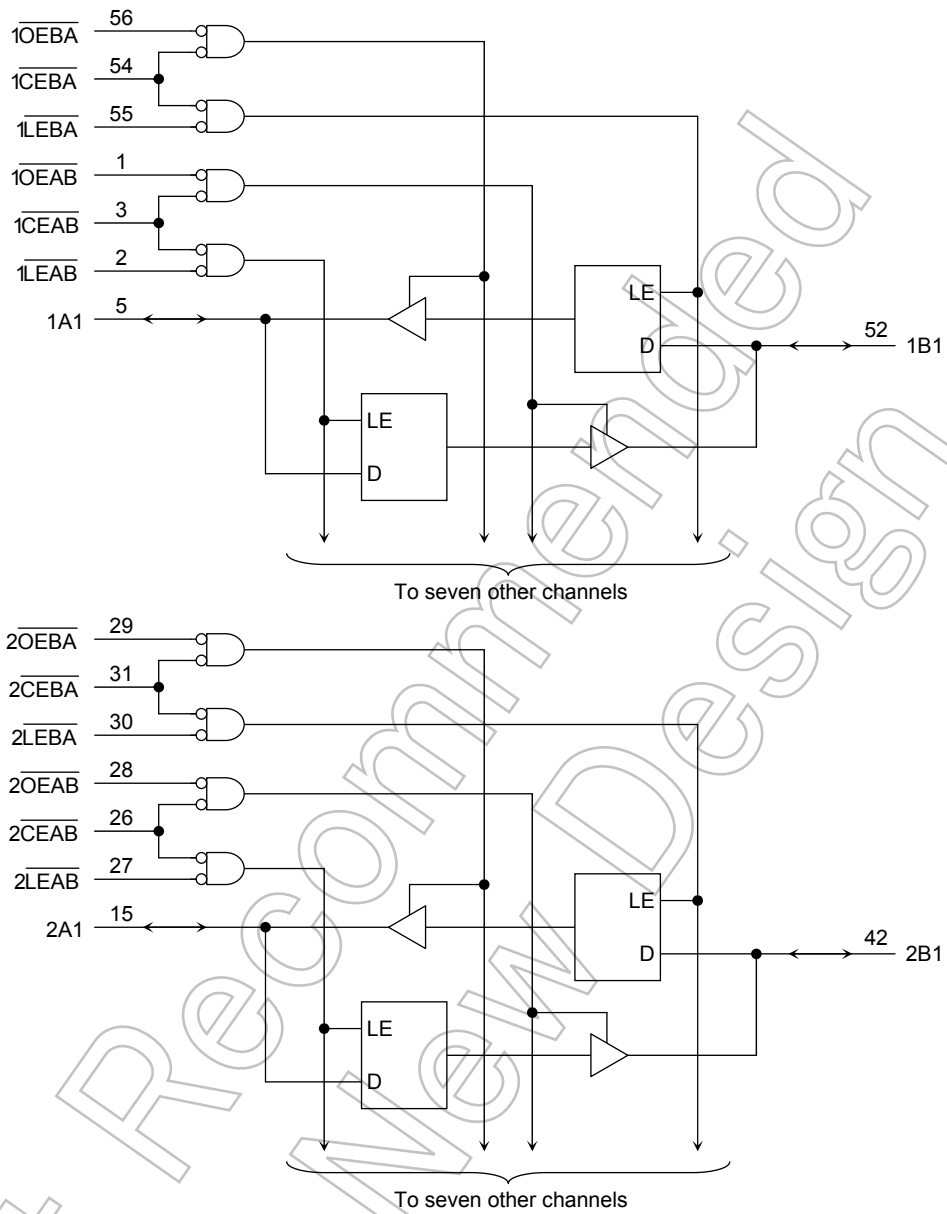 1OEBA 56
1CEBA 54
1LEBA 55
1OEAB 1
1CEAB 3
1LEAB 2
1A1 5
LE
D
52 1B1
LE
D
To seven other channels
2OEBA 29
2CEBA 31
2LEBA 30
2OEAB 28
2CEAB 26
2LEAB 27
2A1 15
LE
D
42 2B1
LE
D
To seven other channels
Recommended
New Design